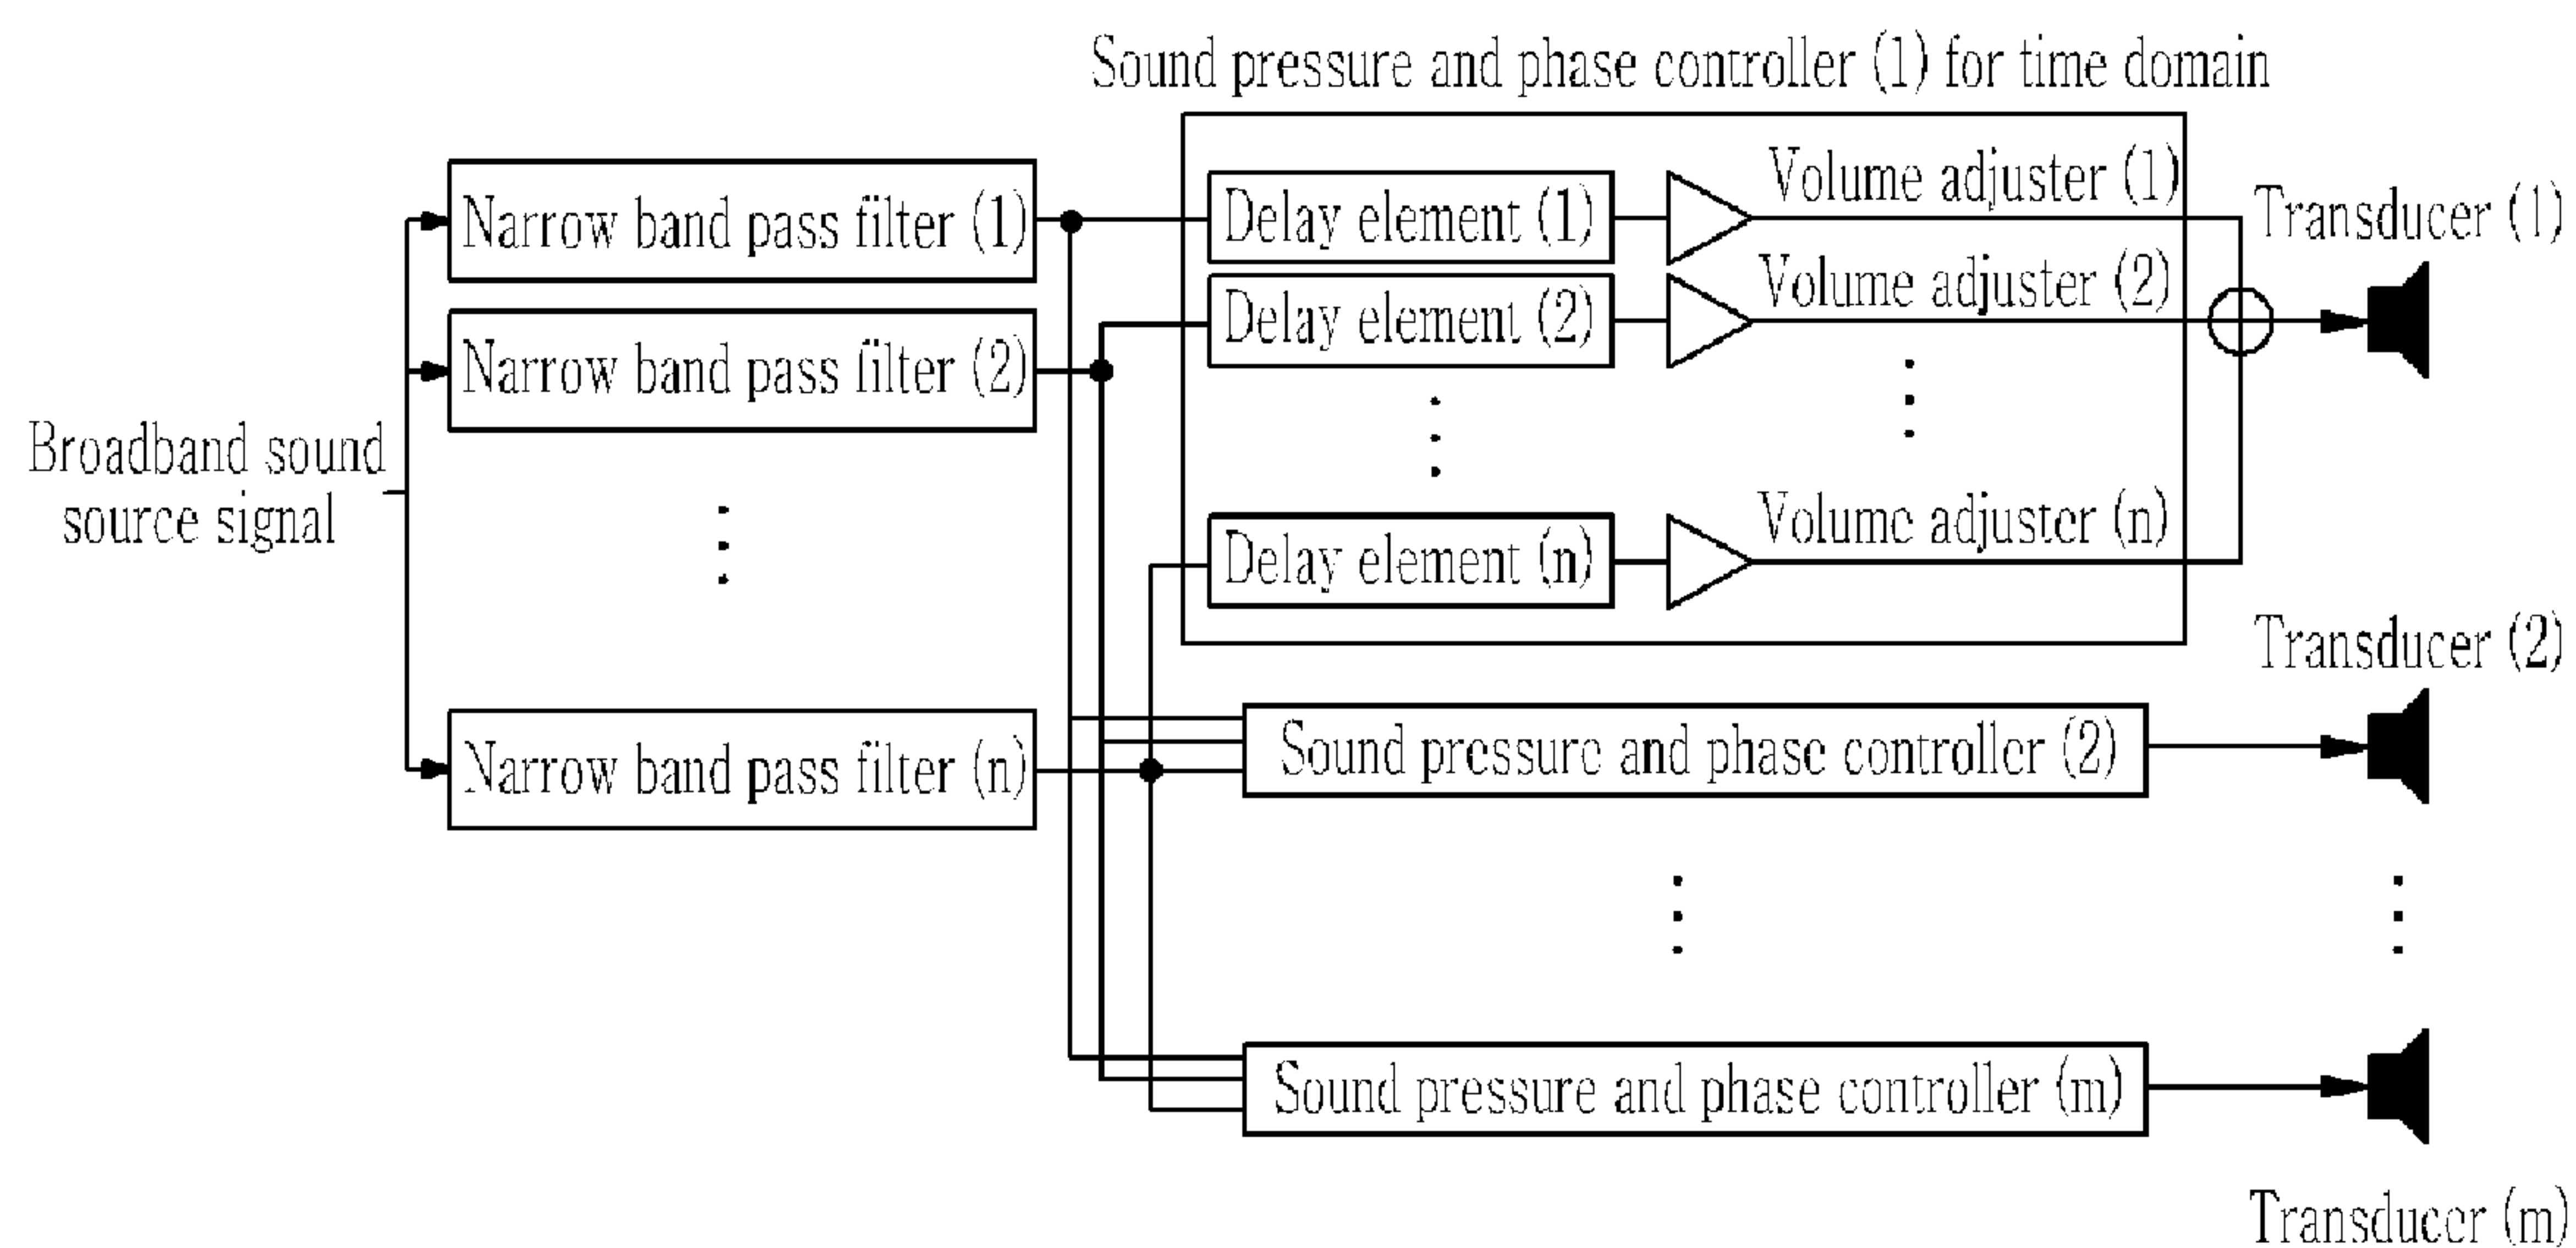 Sound pressure and phase controller (1) for time domain
Narrow band pass filter (1)
Delay element (1)
Volume adjuster (1)
Transducer (1)
Narrow band pass filter (2)
Delay element (2)
Volume adjuster (2)
Broadband sound
source signal
Delay element (n)
Volume adjuster (n)
Transducer (2)
Narrow band pass filter (n)
Sound pressure and phase controller (2)
Sound pressure and phase controller (m)
Transducer (m)